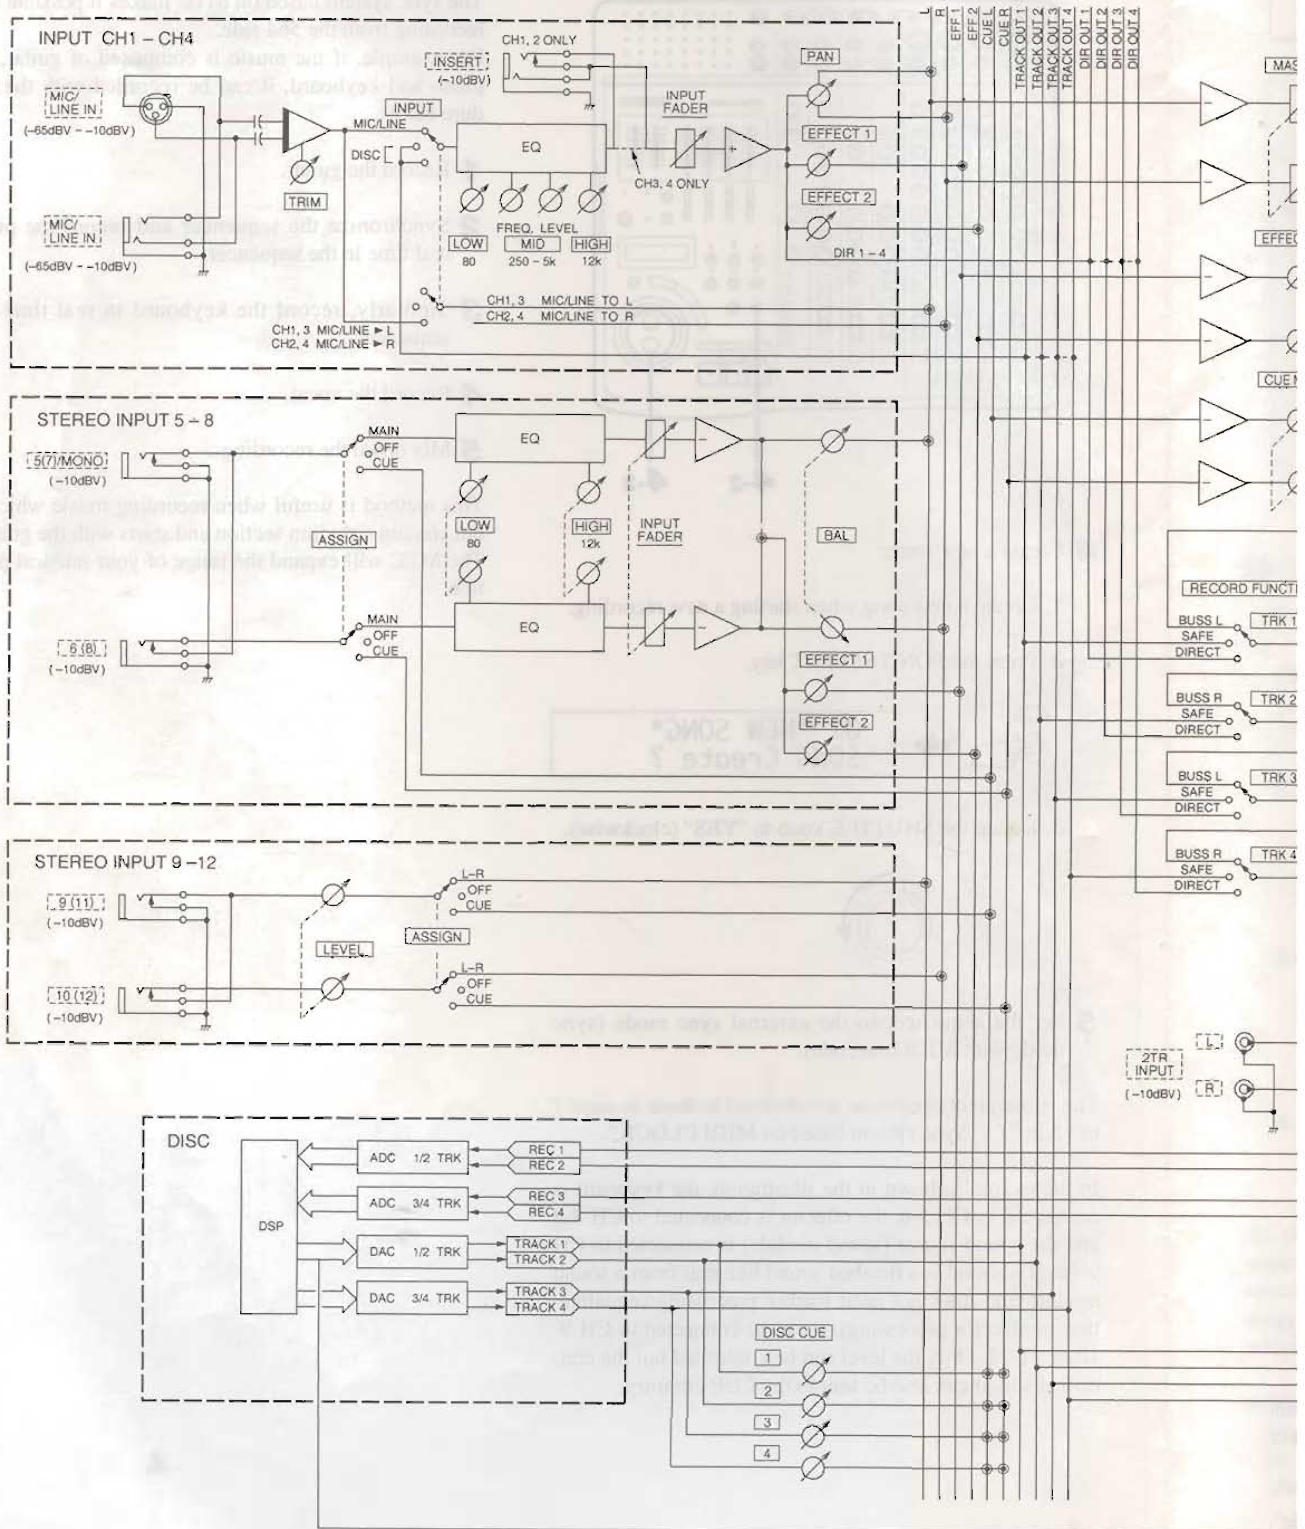 INPUT CH1 – CH4
MIC/
LINE IN
(–65dBV – –10dBV)
MIC/
LINE IN
(–65dBV – –10dBV)
TRIM
INPUT
MIC/LINE
DISC
CH1, 2 ONLY
INSERT
(–10dBV)
EQ
INPUT
FADER
CH3, 4 ONLY
FREQ. LEVEL
LOW
MID
HIGH
80
250 – 5k
12k
PAN
EFFECT 1
EFFECT 2
DIR 1 – 4
CH1, 3 MIC/LINE TO L
CH2, 4 MIC/LINE TO R
CH1, 3 MIC/LINE ► L
CH2, 4 MIC/LINE ► R
L
R
EFF 1
EFF 2
CUE L
CUE R
TRACK OUT 1
TRACK OUT 2
TRACK OUT 3
TRACK OUT 4
DIR OUT 1
DIR OUT 2
DIR OUT 3
DIR OUT 4
MAS
EFFEC
CUE M
STEREO INPUT 5 – 8
5(7)/MONO
(–10dBV)
6 (8)
(–10dBV)
ASSIGN
MAIN
OFF
CUE
MAIN
OFF
CUE
EQ
LOW
80
HIGH
12k
EQ
INPUT
FADER
BAL
EFFECT 1
EFFECT 2
RECORD FUNCTI
BUSS L
SAFE
DIRECT
TRK 1
BUSS R
SAFE
DIRECT
TRK 2
BUSS L
SAFE
DIRECT
TRK 3
BUSS R
SAFE
DIRECT
TRK 4
STEREO INPUT 9 –12
9 (11)
(–10dBV)
10 (12)
(–10dBV)
LEVEL
ASSIGN
L–R
OFF
CUE
L–R
OFF
CUE
2TR
INPUT
(–10dBV)
L
R
DISC
DSP
ADC 1/2 TRK
ADC 3/4 TRK
DAC 1/2 TRK
DAC 3/4 TRK
REC 1
REC 2
REC 3
REC 4
TRACK 1
TRACK 2
TRACK 3
TRACK 4
DISC CUE
1
2
3
4